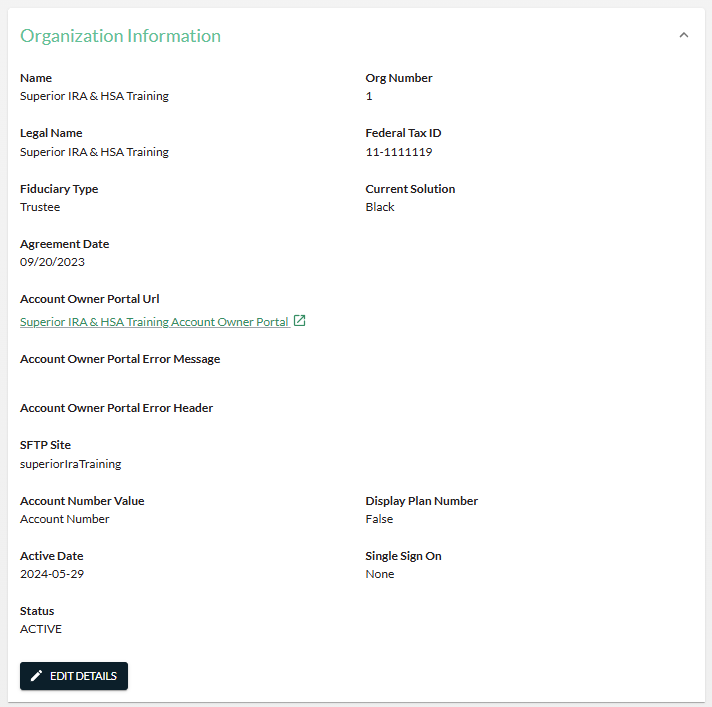 Organization Information
Name
Superior IRA & HSA Training
Org Number
1
Legal Name
Superior IRA & HSA Training
Federal Tax ID
11-1111119
Fiduciary Type
Trustee
Current Solution
Black
Agreement Date
09/20/2023
Account Owner Portal Url
Superior IRA & HSA Training Account Owner Portal
Account Owner Portal Error Message
Account Owner Portal Error Header
SFTP Site
superiorIraTraining
Account Number Value
Account Number
Display Plan Number
False
Active Date
2024-05-29
Single Sign On
None
Status
ACTIVE
EDIT DETAILS